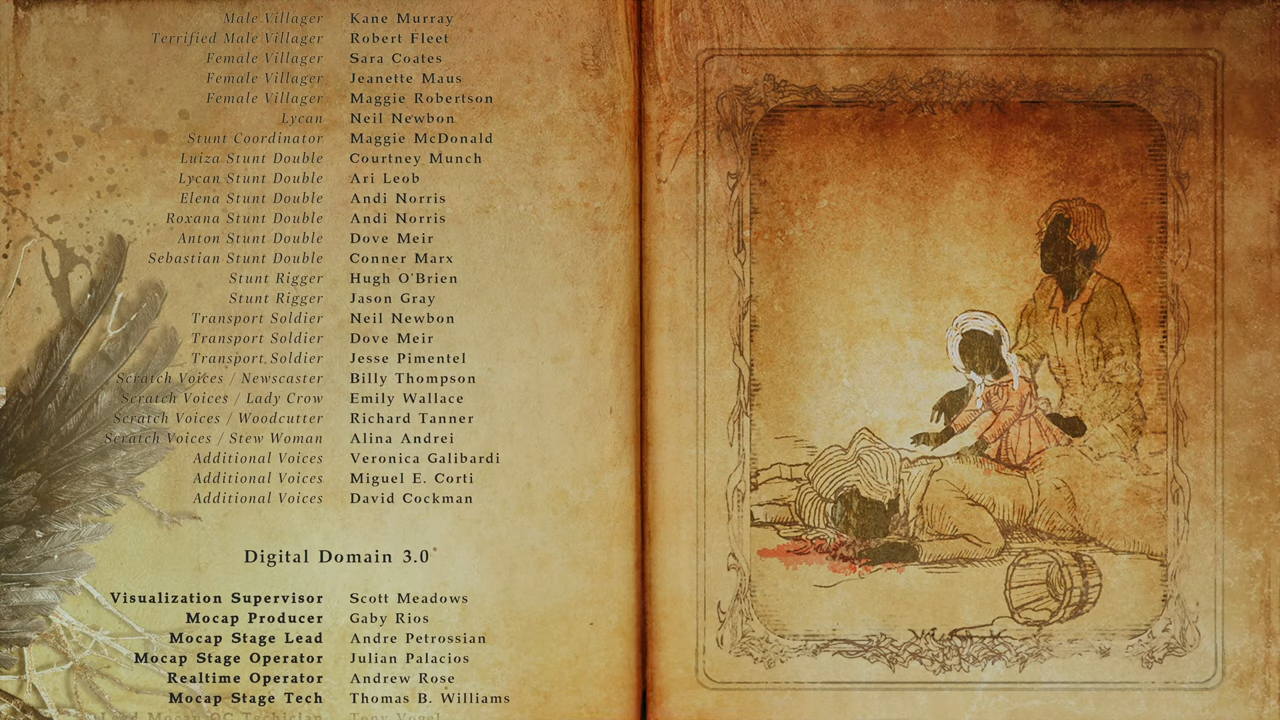 Male Villager Kane Murray
Terrified Male Villager Robert Fleet
Female Villager Sara Coates
Female Villager Jeanette Maus
Female Villager Maggie Robertson
Lycan Neil Newbon
Stunt Coordinator Maggie McDonald
Luiza Stunt Double Courtney Munch
Lycan Stunt Double Ari Leob
Elena Stunt Double Andi Norris
Roxana Stunt Double Andi Norris
Anton Stunt Double Dove Meir
Sebastian Stunt Double Conner Marx
Stunt Rigger Hugh O'Brien
Stunt Rigger Jason Gray
Transport Soldier Neil Newbon
Transport Soldier Dove Meir
Transport Soldier Jesse Pimentel
Scratch Voices / Newscaster Billy Thompson
Scratch Voices / Lady Crow Emily Wallace
Scratch Voices / Woodcutter Richard Tanner
Scratch Voices / Stew Woman Alina Andrei
Additional Voices Veronica Galibardi
Additional Voices Miguel E. Corti
Additional Voices David Cockman
Digital Domain 3.0
Visualization Supervisor Scott Meadows
Mocap Producer Gaby Rios
Mocap Stage Lead Andre Petrossian
Mocap Stage Operator Julian Palacios
Realtime Operator Andrew Rose
Mocap Stage Tech Thomas B. Williams
Lead Mocap QC Technician Tony Vogel